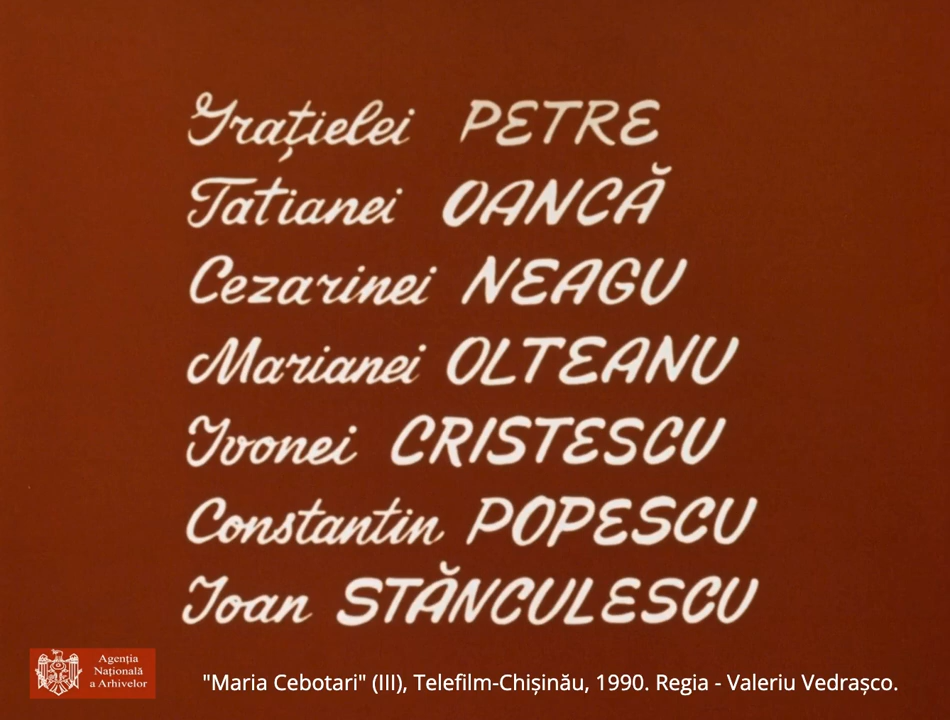 Grațielei PETRE
Tatianei OANCĂ
Cezarinei NEAGU
Marianei OLTEANU
Ivonei CRISTESCU
Constantin POPESCU
Ioan STĂNCULESCU
Agenția
Națională
a Arhivelor
"Maria Cebotari" (III), Telefilm-Chișinău, 1990. Regia - Valeriu Vedrașco.